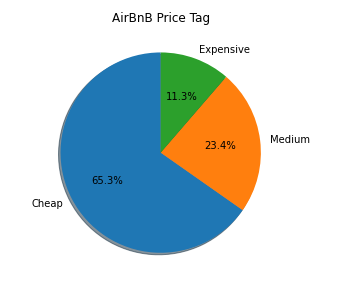 AirBnB Price Tag
Expensive
11.3%
Medium
23.4%
65.3%
Cheap